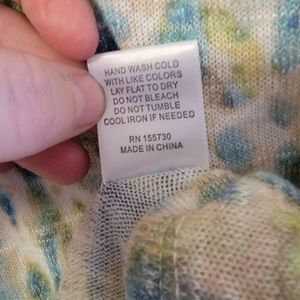 HAND WASH COLD
WITH LIKE COLORS
LAY FLAT TO DRY
DO NOT BLEACH
DO NOT TUMBLE
COOL IRON IF NEEDED
RN 155730
MADE IN CHINA